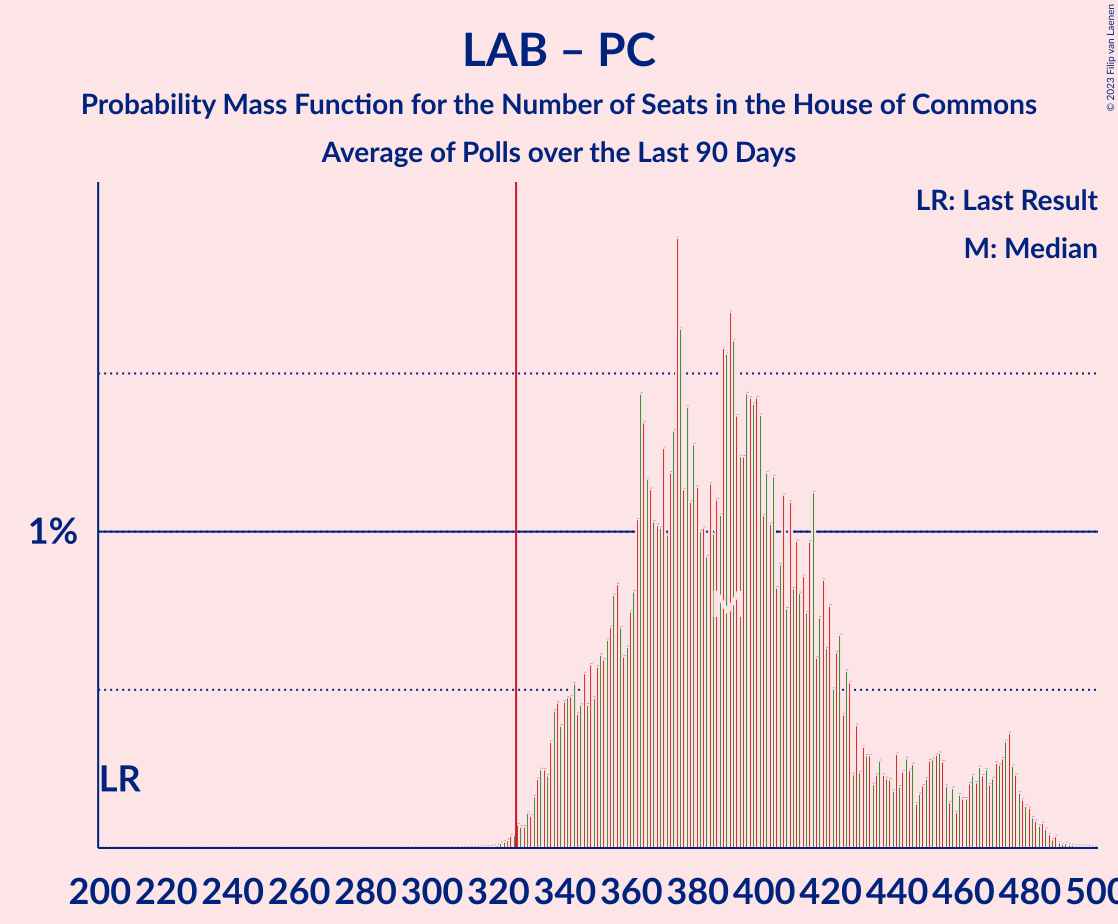 LAB – PC
Probability Mass Function for the Number of Seats in the House of Commons
Average of Polls over the Last 90 Days
© 2023 Filip van Laenen
LR: Last Result
M: Median
1%
M
LR
200 220 240 260 280 300 320 340 360 380 400 420 440 460 480 500